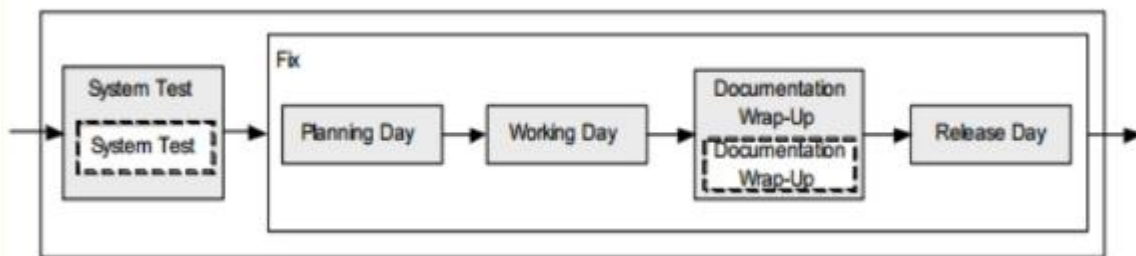 System Test
System Test
Fix
Planning Day
Working Day
Documentation
Wrap-Up
Documentation
Wrap-Up
Release Day